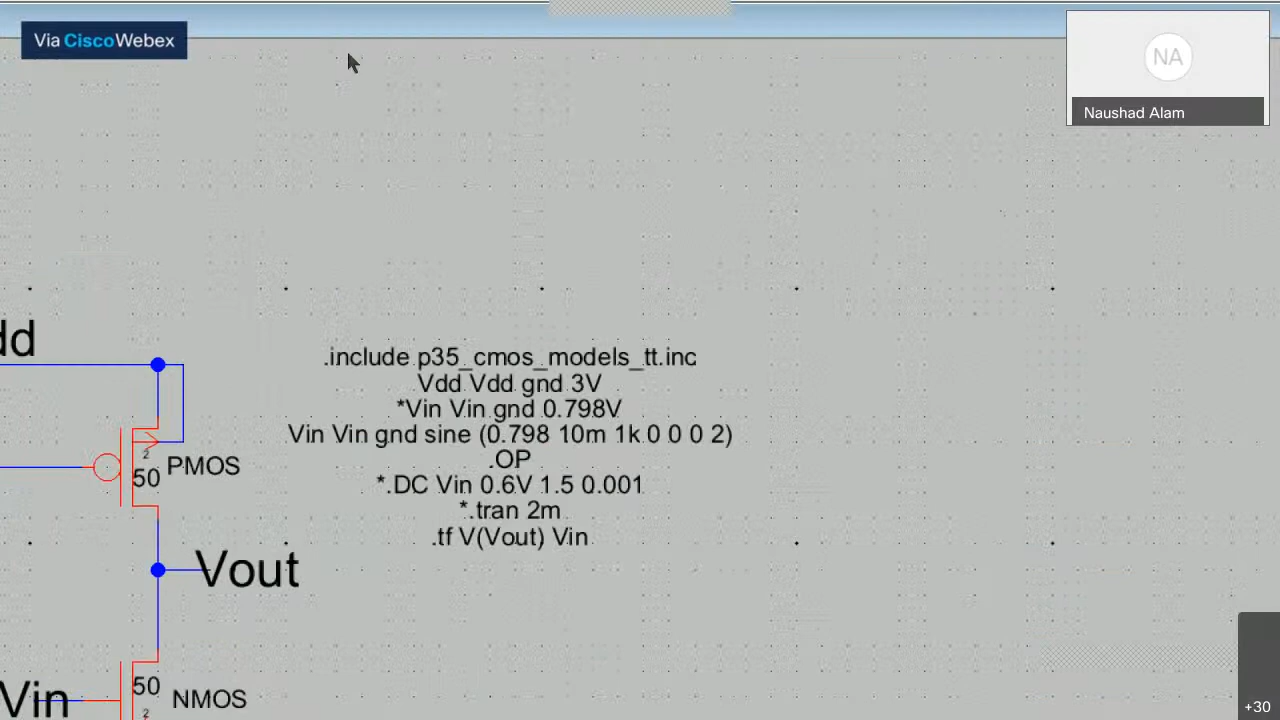 Via CiscoWebex
NA
Naushad Alam
dd
.include p35_cmos_models_tt.inc
Vdd Vdd gnd 3V
*Vin Vin gnd 0.798V
Vin Vin gnd sine (0.798 10m 1k 0 0 0 2)
.OP
*.DC Vin 0.6V 1.5 0.001
*.tran 2m
.tf V(Vout) Vin
2
50 PMOS
Vout
50
Vin
2
NMOS
+30